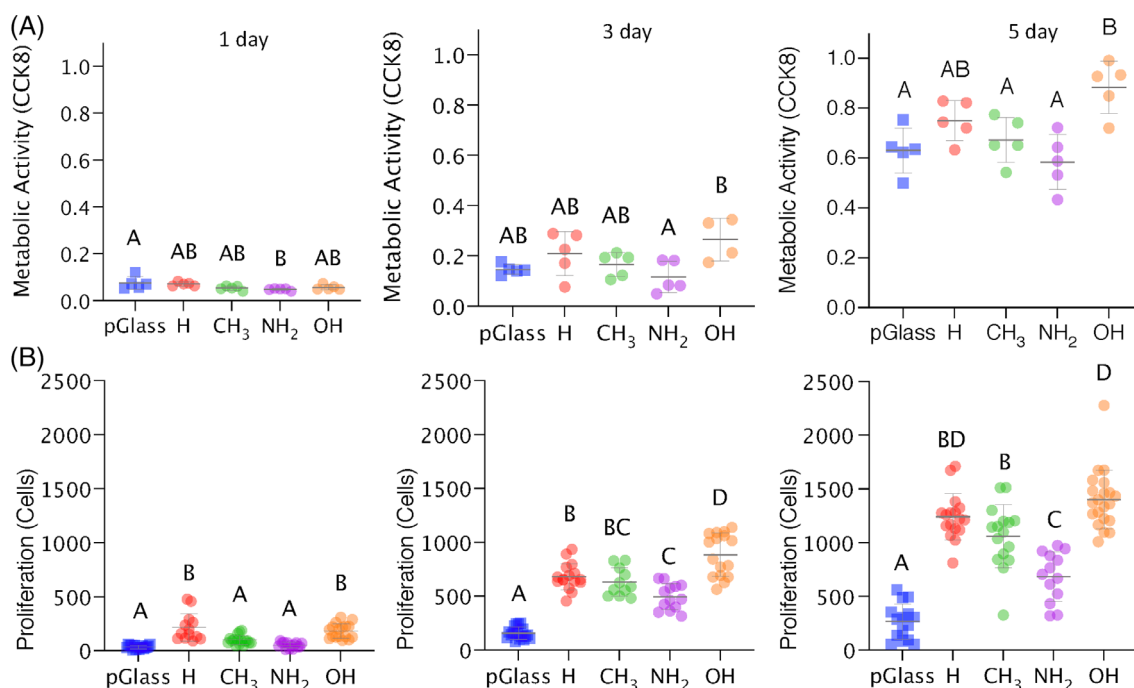 (A)
1 day
3 day
5 day
Metabolic Activity (CCK8)
1.0
0.8
0.6
0.4
0.2
0.0
A AB AB B AB
pGlass H CH₃ NH₂ OH
Metabolic Activity (CCK8)
1.0
0.8
0.6
0.4
0.2
0.0
AB AB AB A B
pGlass H CH₃ NH₂ OH
Metabolic Activity (CCK8)
1.0
0.8
0.6
0.4
0.2
0.0
A AB A A B
pGlass H CH₃ NH₂ OH
(B)
Proliferation (Cells)
2500
2000
1500
1000
500
0
A B A A B
pGlass H CH₃ NH₂ OH
Proliferation (Cells)
2500
2000
1500
1000
500
0
A B BC C D
pGlass H CH₃ NH₂ OH
Proliferation (Cells)
2500
2000
1500
1000
500
0
A BD B C D
pGlass H CH₃ NH₂ OH